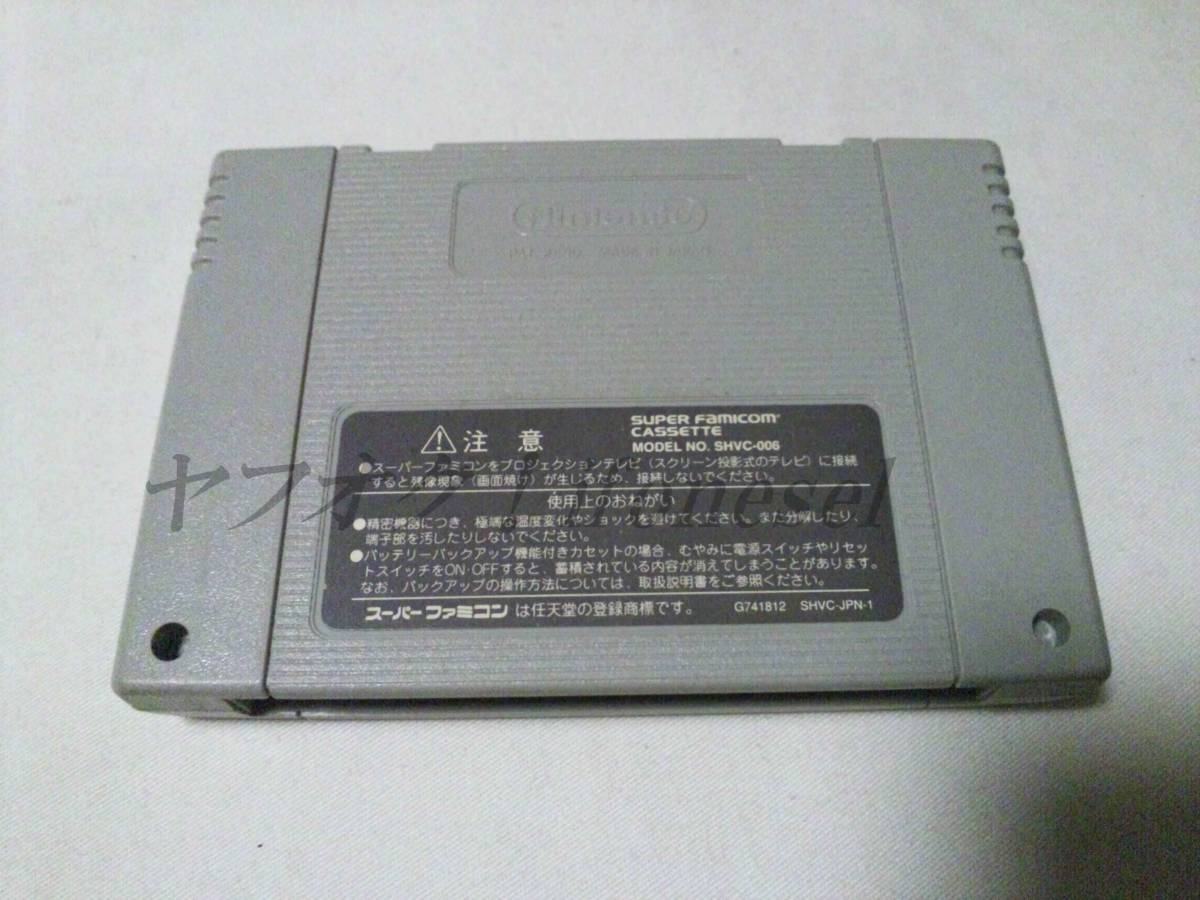 Nintendo
MADE IN JAPAN
⚠注意
SUPER FAMICOM
CASSETTE
MODEL NO. SHVC-006
●スーパーファミコンをプロジェクションテレビ（スクリーン投影式のテレビ）に接続
すると残像現象（画面焼け）が生じるため、接続しないでください。
使用上のおねがい
●精密機器につき、極端な温度変化やショックを避けてください。また分解したり、
端子部を汚したりしないでください。
●バッテリーバックアップ機能付きカセットの場合、むやみに電源スイッチやリセッ
トスイッチをON・OFFすると、蓄積されている内容が消えてしまうことがあります。
なお、バックアップの操作方法については、取扱説明書をご参照ください。
スーパーファミコンは任天堂の登録商標です。
G741812 SHVC-JPN-1
ヤフオク！